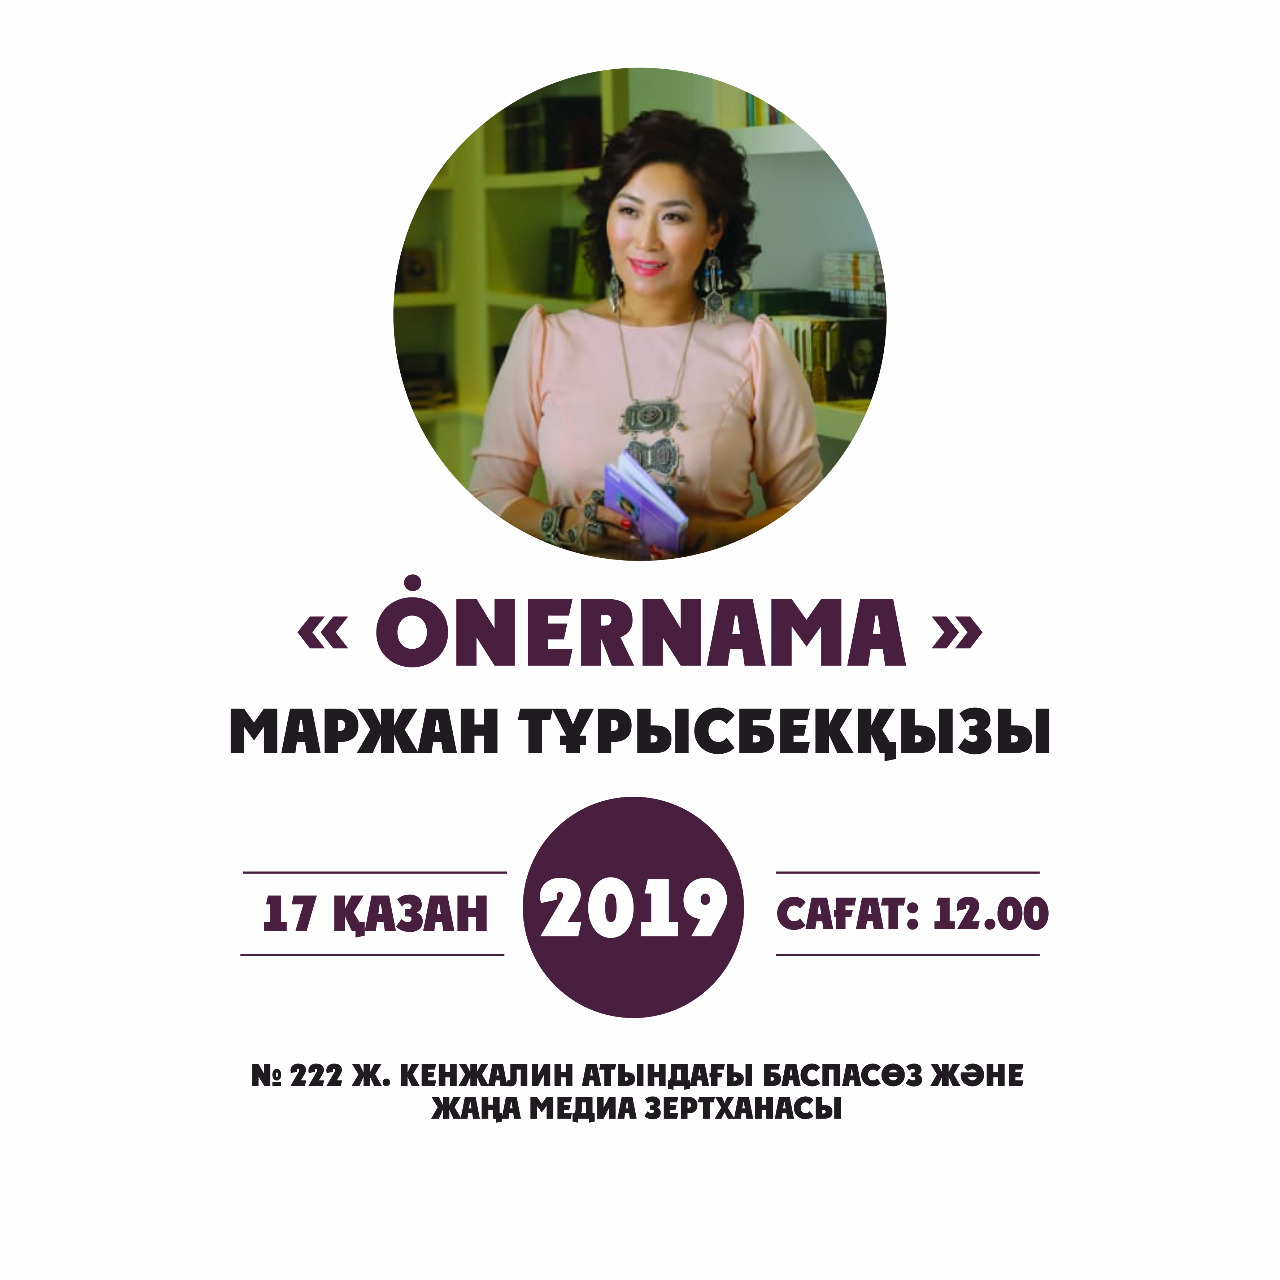 « ȮNERNAMA »
МАРЖАН ТҰРЫСБЕКҚЫЗЫ
17 ҚАЗАН
2019
САҒАТ: 12.00
№ 222 Ж. КЕНЖАЛИН АТЫНДАҒЫ БАСПАСӨЗ ЖӘНЕ
ЖАҢА МЕДИА ЗЕРТХАНАСЫ